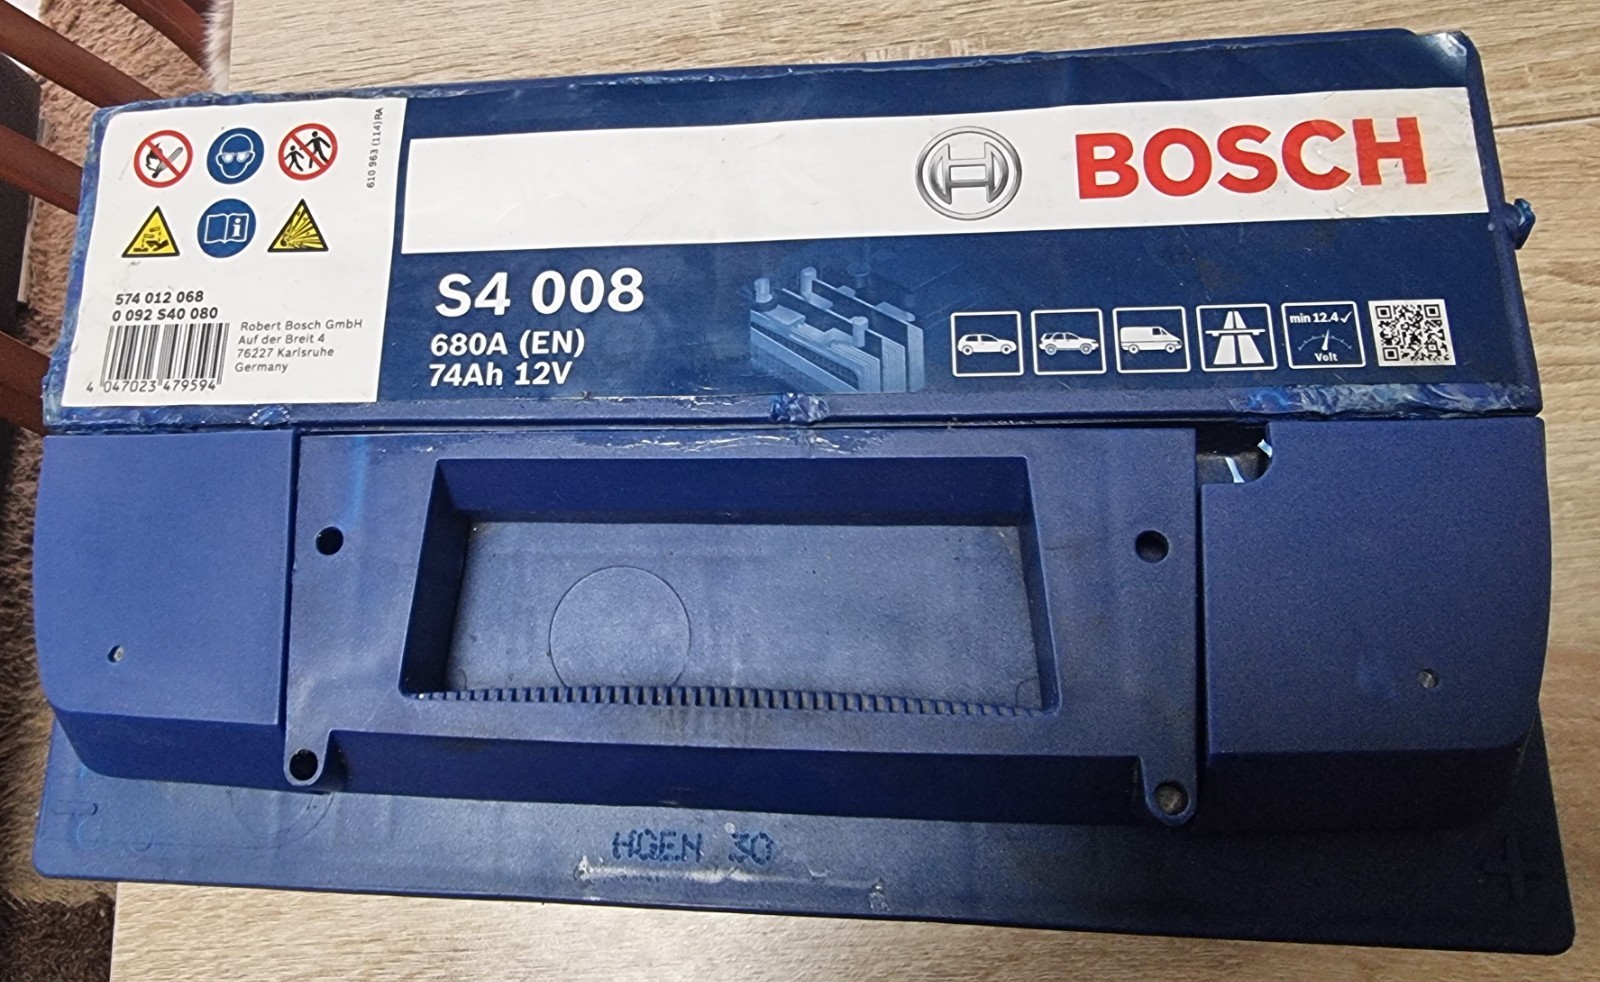 610 963 (114) RA
BOSCH
S4 008
680A (EN)
74Ah 12V
min 12.4✓
Volt
574 012 068
0 092 S40 080
4 047023 479594
Robert Bosch GmbH
Auf der Breit 4
76227 Karlsruhe
Germany
HGEN 30
+